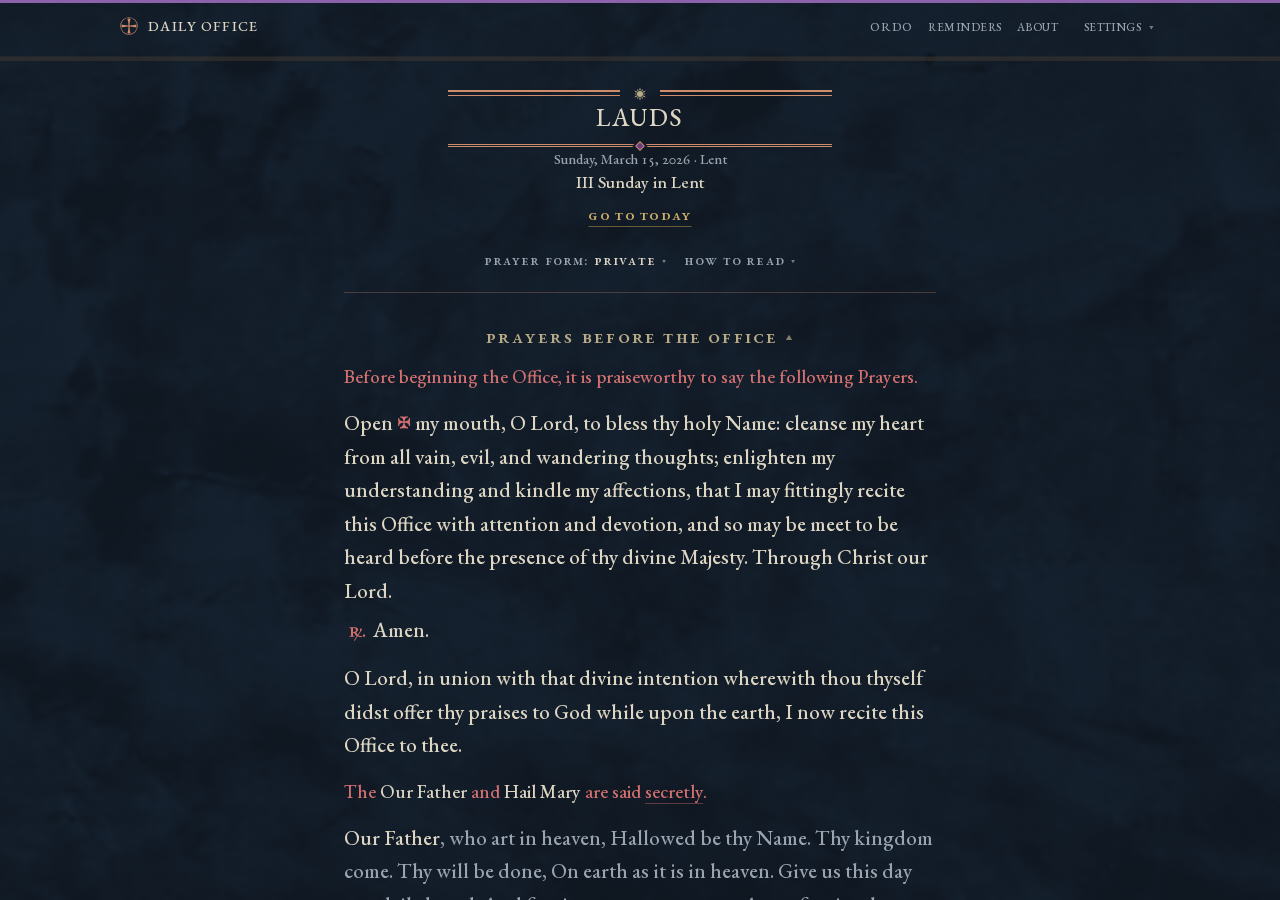 DAILY OFFICE
ORDO REMINDERS ABOUT SETTINGS ▾
LAUDS
Sunday, March 15, 2026 · Lent
III Sunday in Lent
GO TO TODAY
PRAYER FORM: PRIVATE ▾ HOW TO READ ▾
PRAYERS BEFORE THE OFFICE ▴
Before beginning the Office, it is praiseworthy to say the following Prayers.
Open ✠ my mouth, O Lord, to bless thy holy Name: cleanse my heart
from all vain, evil, and wandering thoughts; enlighten my
understanding and kindle my affections, that I may fittingly recite
this Office with attention and devotion, and so may be meet to be
heard before the presence of thy divine Majesty. Through Christ our
Lord.
℟. Amen.
O Lord, in union with that divine intention wherewith thou thyself
didst offer thy praises to God while upon the earth, I now recite this
Office to thee.
The Our Father and Hail Mary are said secretly.
Our Father, who art in heaven, Hallowed be thy Name. Thy kingdom
come. Thy will be done, On earth as it is in heaven. Give us this day